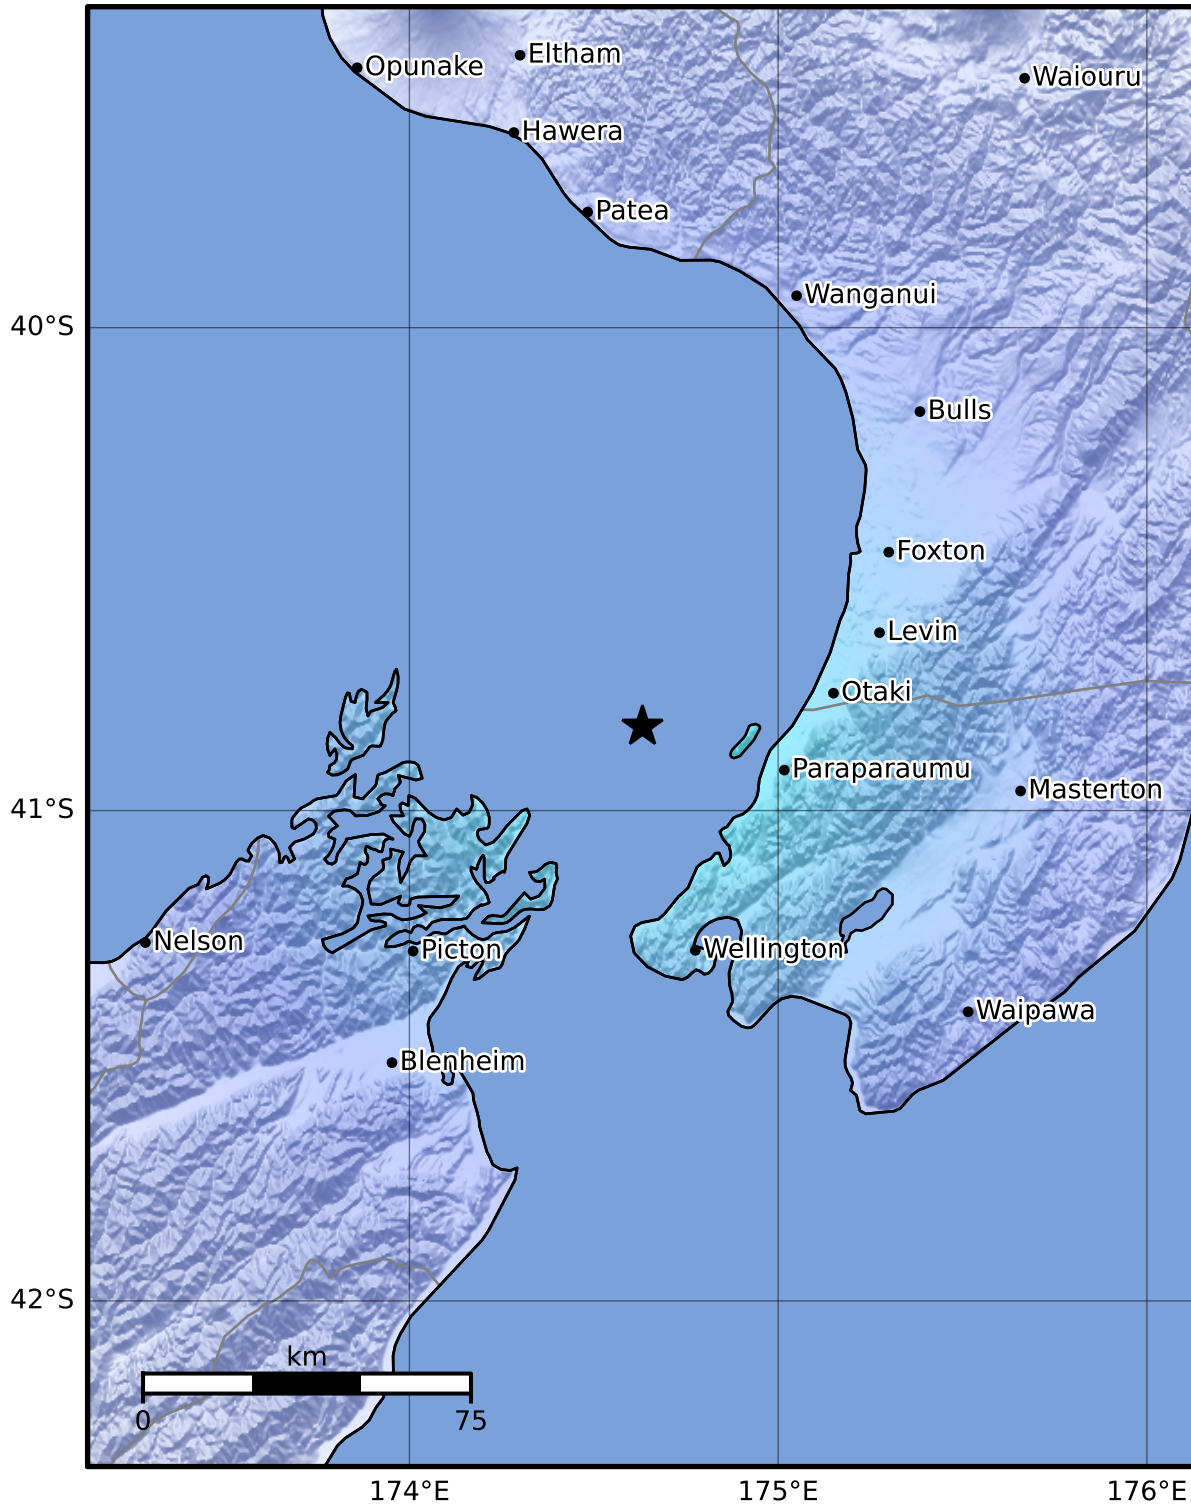 Opunake
Eltham
Waiouru
Hawera
Patea
Wanganui
40°S
Bulls
Foxton
Levin
Otaki
Paraparaumu
Masterton
41°S
Nelson
Picton
Wellington
Waipawa
Blenheim
42°S
km
0
75
174°E
175°E
176°E